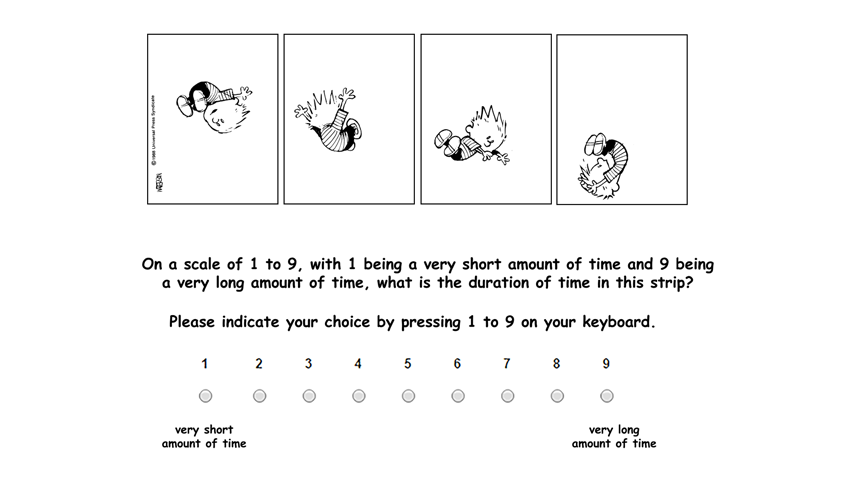 ©1988 Universal Press Syndicate
On a scale of 1 to 9, with 1 being a very short amount of time and 9 being
a very long amount of time, what is the duration of time in this strip?
Please indicate your choice by pressing 1 to 9 on your keyboard.
1 2 3 4 5 6 7 8 9
very short
amount of time
very long
amount of time